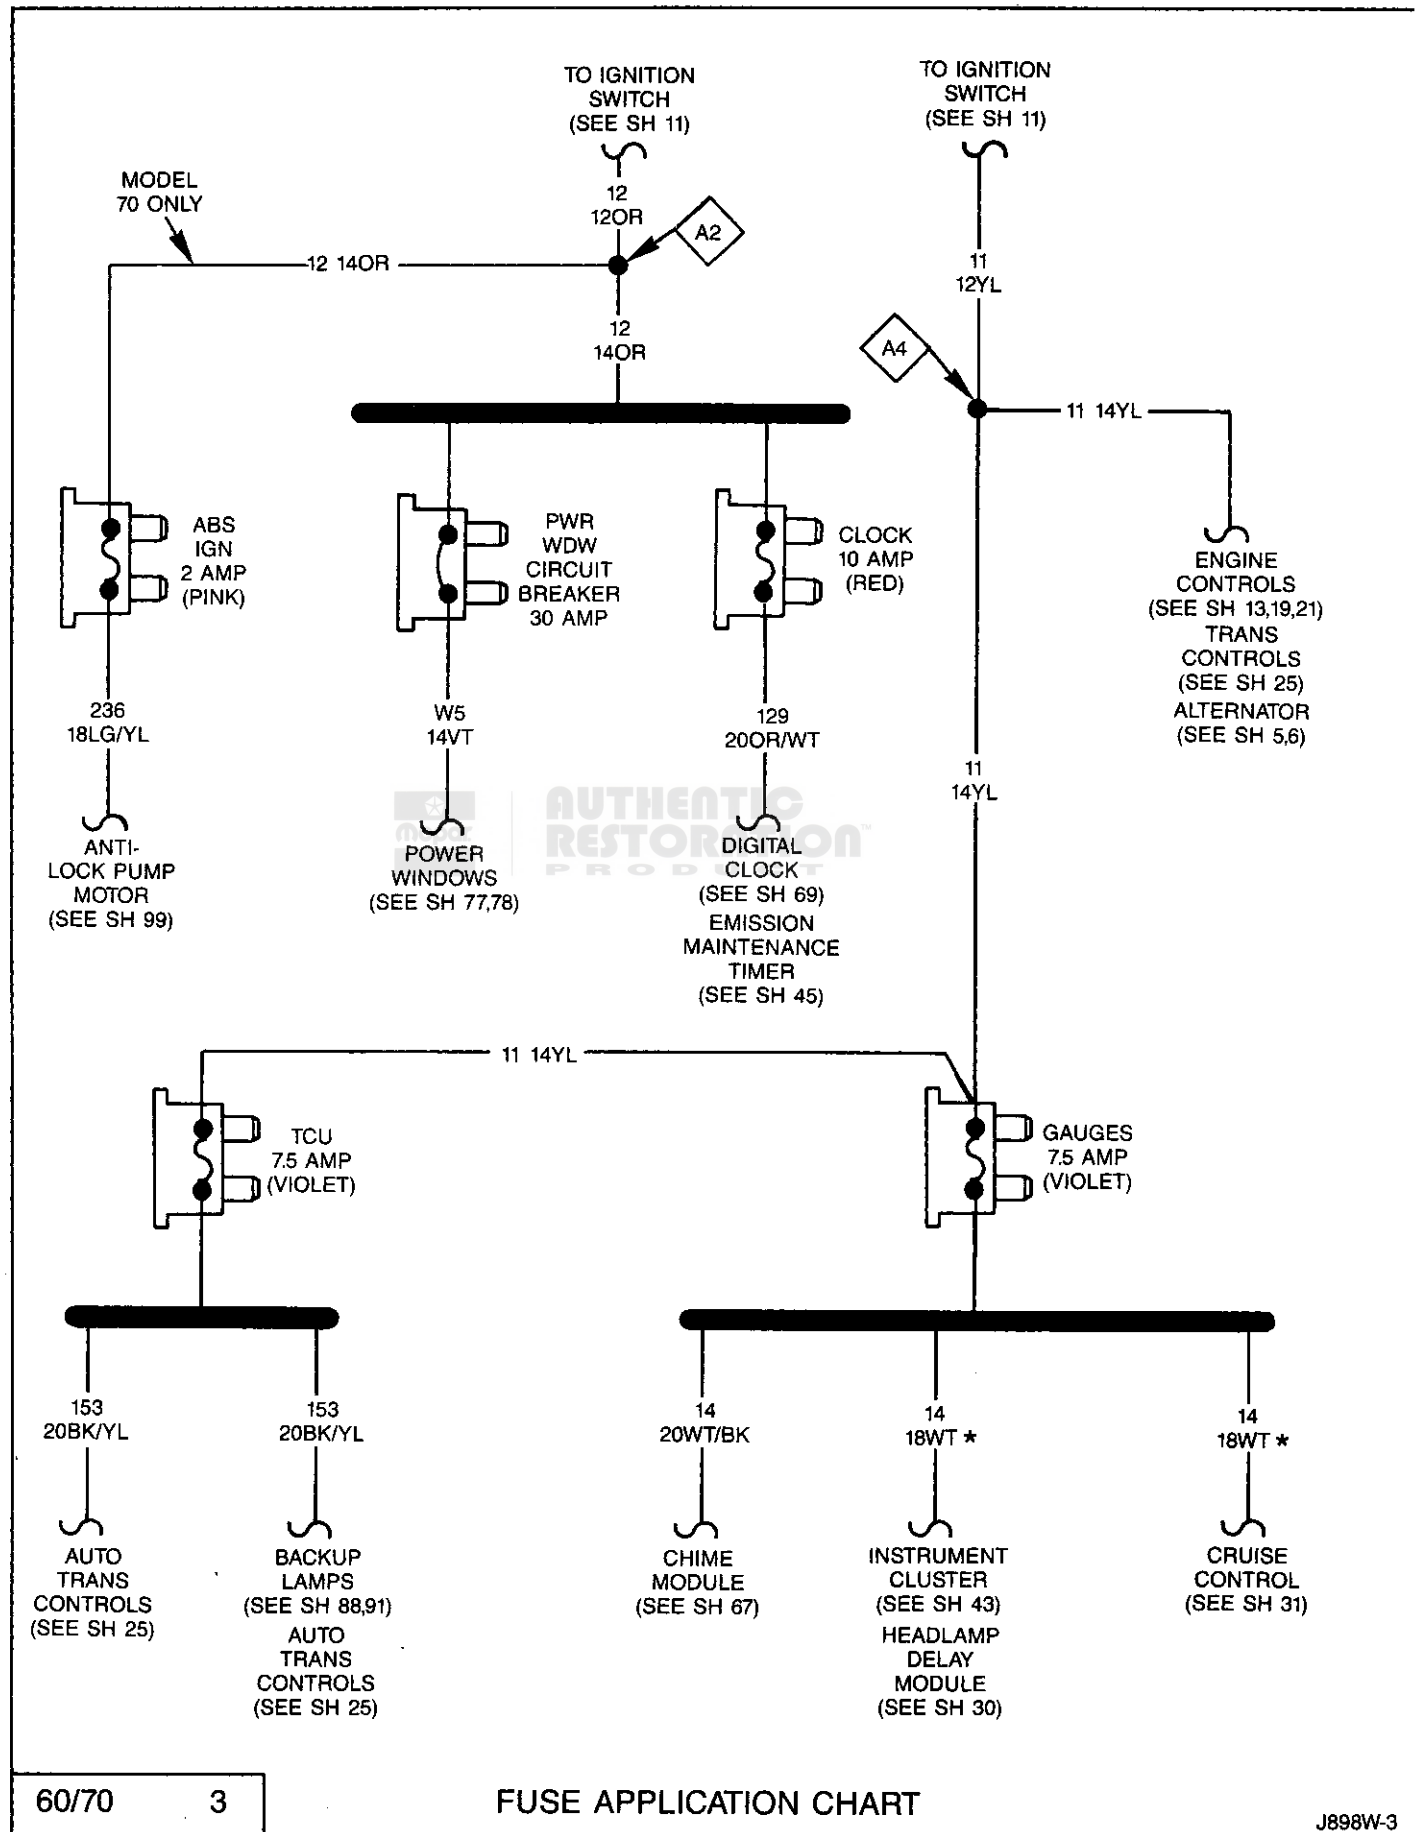 TO IGNITION
SWITCH
(SEE SH 11)
TO IGNITION
SWITCH
(SEE SH 11)
MODEL
70 ONLY
12
12OR
A2
12 14OR
11
12YL
12
14OR
A4
11 14YL
ABS
IGN
2 AMP
(PINK)
PWR
WDW
CIRCUIT
BREAKER
30 AMP
CLOCK
10 AMP
(RED)
ENGINE
CONTROLS
(SEE SH 13,19,21)
TRANS
CONTROLS
(SEE SH 25)
ALTERNATOR
(SEE SH 5,6)
236
18LG/YL
W5
14VT
129
20OR/WT
11
14YL
MOPAR
AUTHENTIC
RESTORATION™
PRODUCT
ANTI-
LOCK PUMP
MOTOR
(SEE SH 99)
POWER
WINDOWS
(SEE SH 77,78)
DIGITAL
CLOCK
(SEE SH 69)
EMISSION
MAINTENANCE
TIMER
(SEE SH 45)
11 14YL
TCU
7.5 AMP
(VIOLET)
GAUGES
7.5 AMP
(VIOLET)
153
20BK/YL
153
20BK/YL
14
20WT/BK
14
18WT *
14
18WT *
AUTO
TRANS
CONTROLS
(SEE SH 25)
BACKUP
LAMPS
(SEE SH 88,91)
AUTO
TRANS
CONTROLS
(SEE SH 25)
CHIME
MODULE
(SEE SH 67)
INSTRUMENT
CLUSTER
(SEE SH 43)
HEADLAMP
DELAY
MODULE
(SEE SH 30)
CRUISE
CONTROL
(SEE SH 31)
60/70 3
FUSE APPLICATION CHART
J898W-3